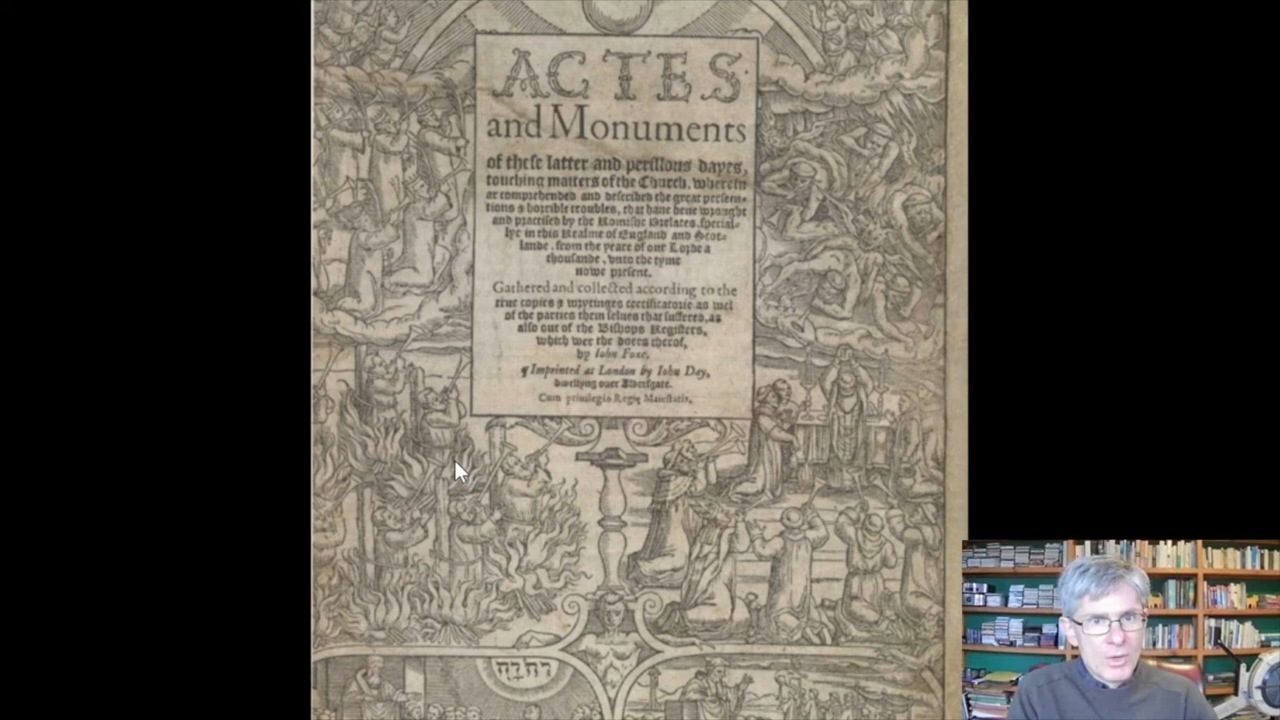 ACTES
and Monuments
of these latter and perillous dayes,
touching matters of the Church, wherein
ar comprehended and described the great persecu-
tions & horrible troubles, that haue bene wrought
and practised by the Romishe Prelates, special-
lye in this Realme of England and Scot-
lande, from the yeare of our Lorde a
thousande, vnto the tyme
nowe present.
Gathered and collected according to the
true copies & wrytinges certificatorie, as wel
of the parties them selues that suffered, as
also out of the Bishops Registers,
which wer the doers therof,
by Iohn Foxe.
¶ Imprinted at London by Iohn Day,
dwellyng ouer Aldersgate.
Cum priuilegio Regię Maiestatis.